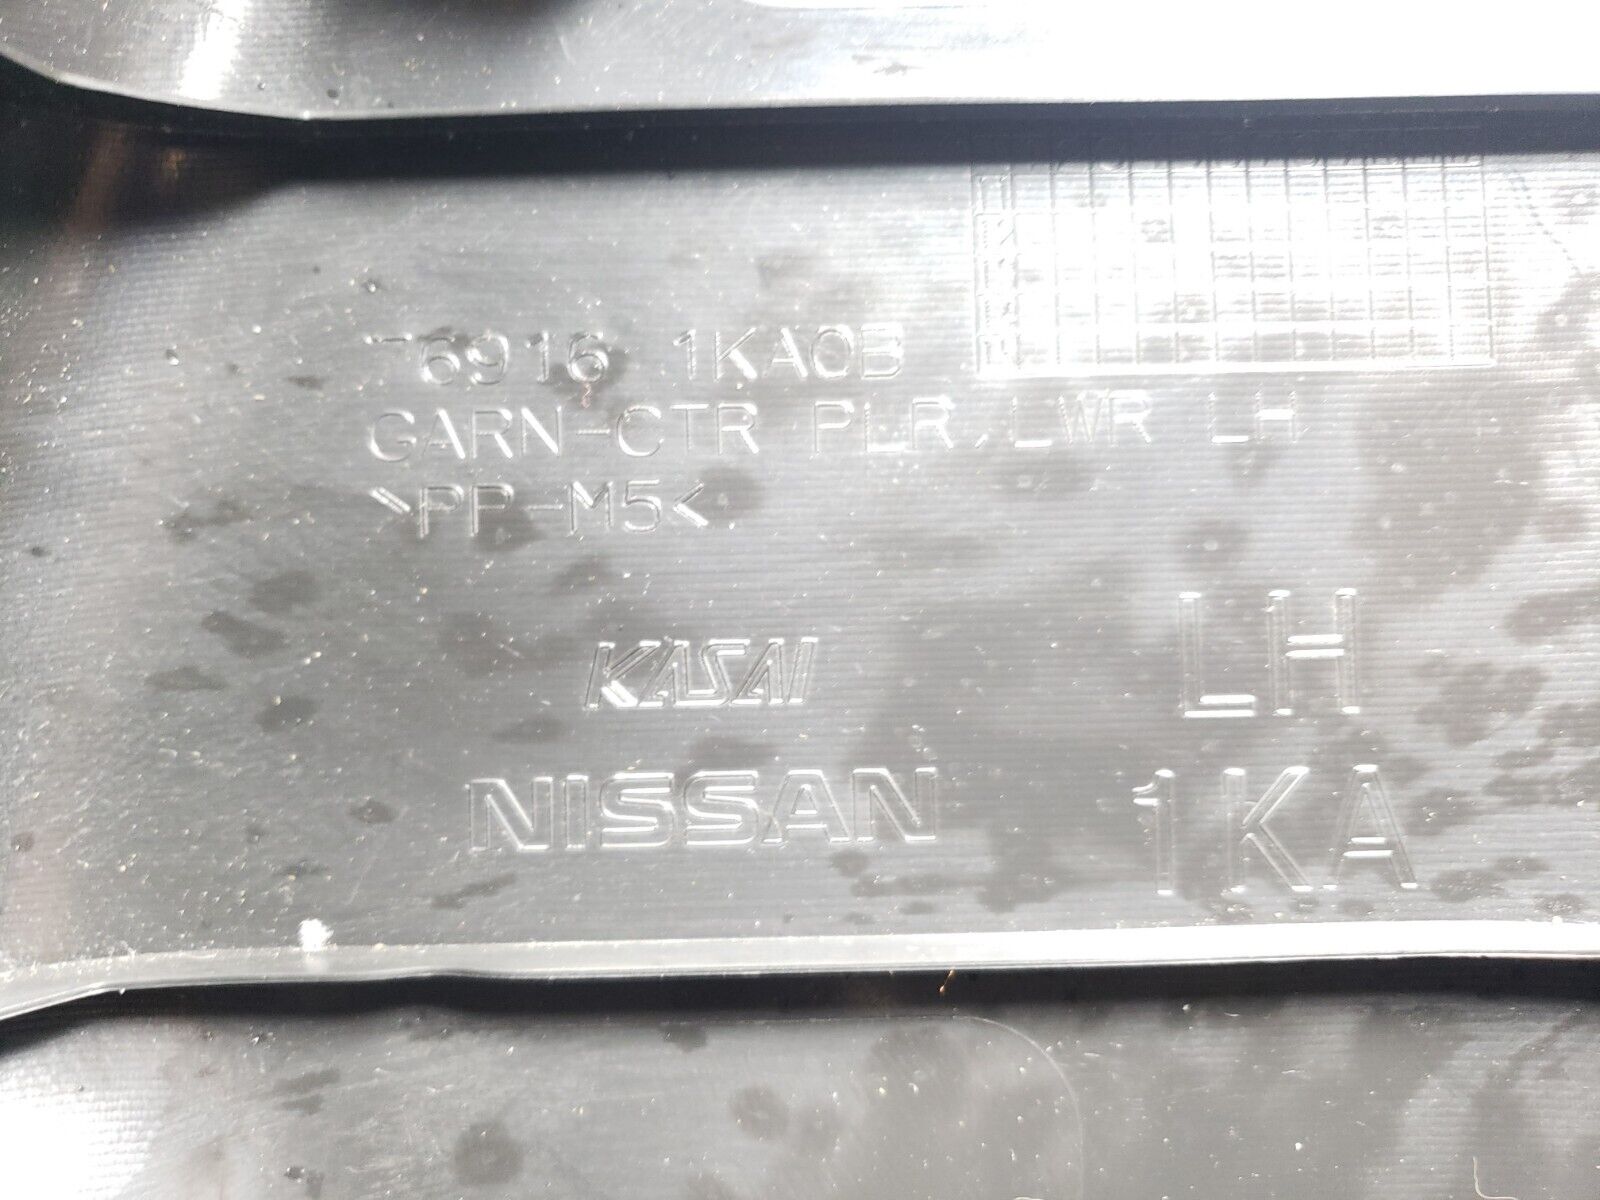 76916 1KA0B
GARN-CTR PLR,LWR LH
>PP-M5<
KASAI
LH
NISSAN
1KA